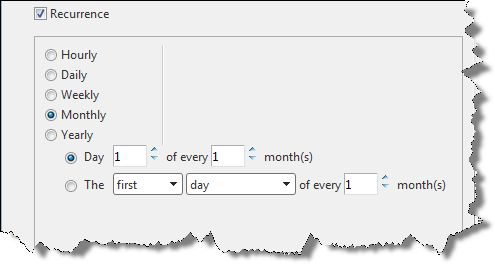 Recurrence
Hourly
Daily
Weekly
Monthly
Yearly
Day 1 of every 1 month(s)
The first day of every 1 month(s)